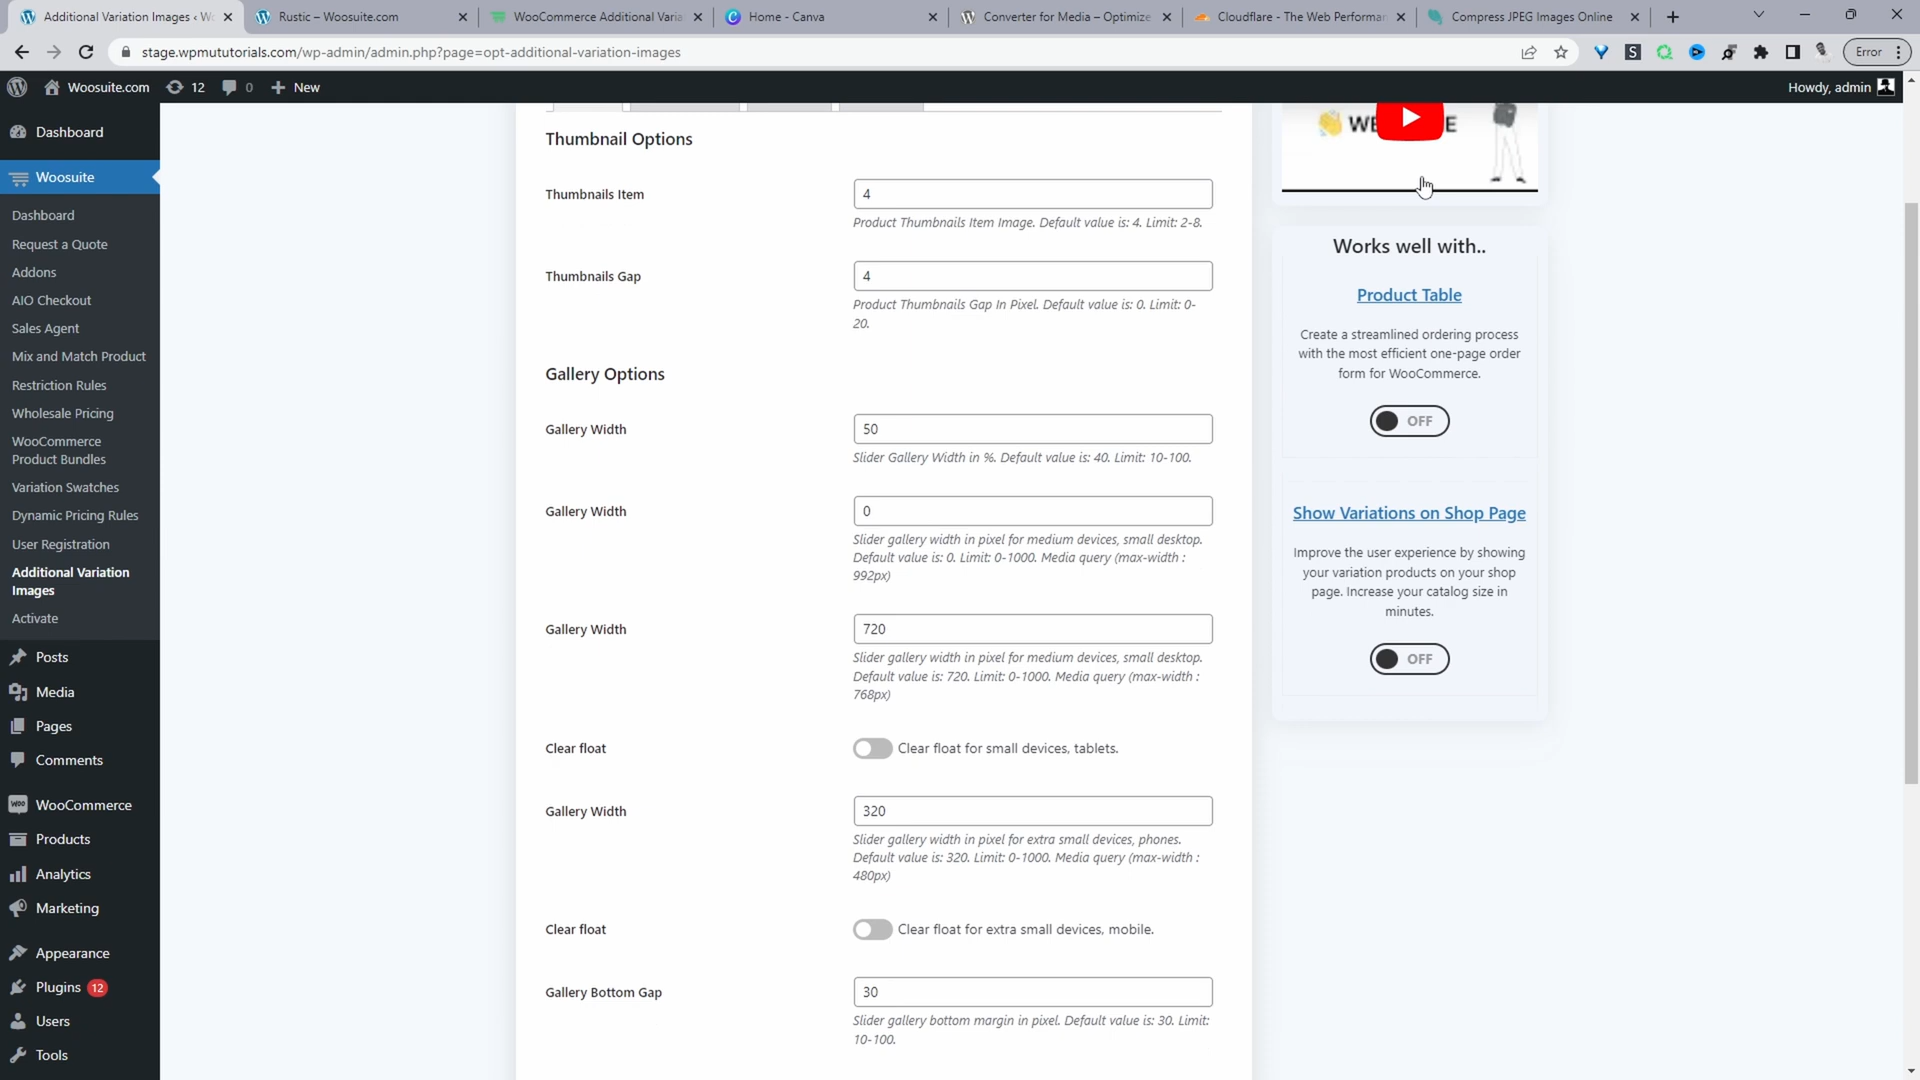 Additional Variation Images ‹ Wo
Rustic – Woosuite.com
WooCommerce Additional Varia
Home - Canva
Converter for Media – Optimize
Cloudflare - The Web Performan
Compress JPEG Images Online
stage.wpmututorials.com/wp-admin/admin.php?page=opt-additional-variation-images
Error
Woosuite.com
12
0
New
Howdy, admin
Dashboard
Woosuite
Dashboard
Request a Quote
Addons
AIO Checkout
Sales Agent
Mix and Match Product
Restriction Rules
Wholesale Pricing
WooCommerce
Product Bundles
Variation Swatches
Dynamic Pricing Rules
User Registration
Additional Variation
Images
Activate
Posts
Media
Pages
Comments
WooCommerce
Products
Analytics
Marketing
Appearance
Plugins 12
Users
Tools
Thumbnail Options
Thumbnails Item
4
Product Thumbnails Item Image. Default value is: 4. Limit: 2-8.
Thumbnails Gap
4
Product Thumbnails Gap In Pixel. Default value is: 0. Limit: 0-
20.
Gallery Options
Gallery Width
50
Slider Gallery Width in %. Default value is: 40. Limit: 10-100.
Gallery Width
0
Slider gallery width in pixel for medium devices, small desktop.
Default value is: 0. Limit: 0-1000. Media query (max-width :
992px)
Gallery Width
720
Slider gallery width in pixel for medium devices, small desktop.
Default value is: 720. Limit: 0-1000. Media query (max-width :
768px)
Clear float
Clear float for small devices, tablets.
Gallery Width
320
Slider gallery width in pixel for extra small devices, phones.
Default value is: 320. Limit: 0-1000. Media query (max-width :
480px)
Clear float
Clear float for extra small devices, mobile.
Gallery Bottom Gap
30
Slider gallery bottom margin in pixel. Default value is: 30. Limit:
10-100.
Works well with..
Product Table
Create a streamlined ordering process
with the most efficient one-page order
form for WooCommerce.
OFF
Show Variations on Shop Page
Improve the user experience by showing
your variation products on your shop
page. Increase your catalog size in
minutes.
OFF